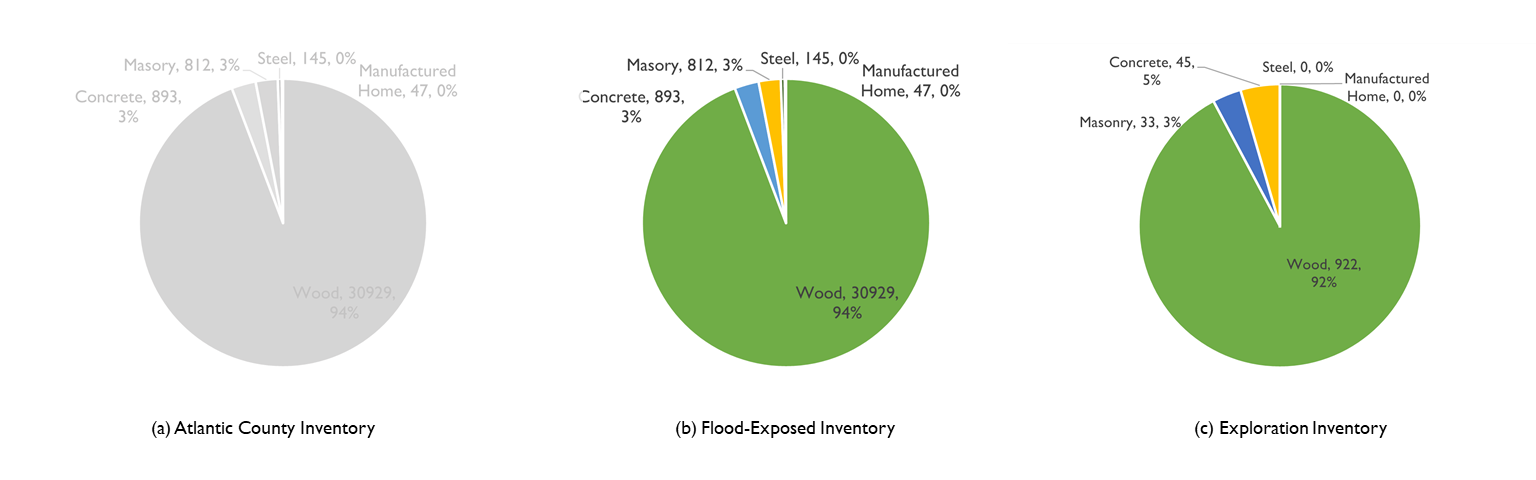 Masory, 812, 3%
Steel, 145, 0%
Manufactured
Home, 47, 0%
Concrete, 893,
3%
Wood, 30929,
94%
(a) Atlantic County Inventory
Masory, 812, 3%
Steel, 145, 0%
Manufactured
Home, 47, 0%
Concrete, 893,
3%
Wood, 30929,
94%
(b) Flood-Exposed Inventory
Concrete, 45,
5%
Steel, 0, 0%
Manufactured
Home, 0, 0%
Masonry, 33, 3%
Wood, 922,
92%
(c) Exploration Inventory